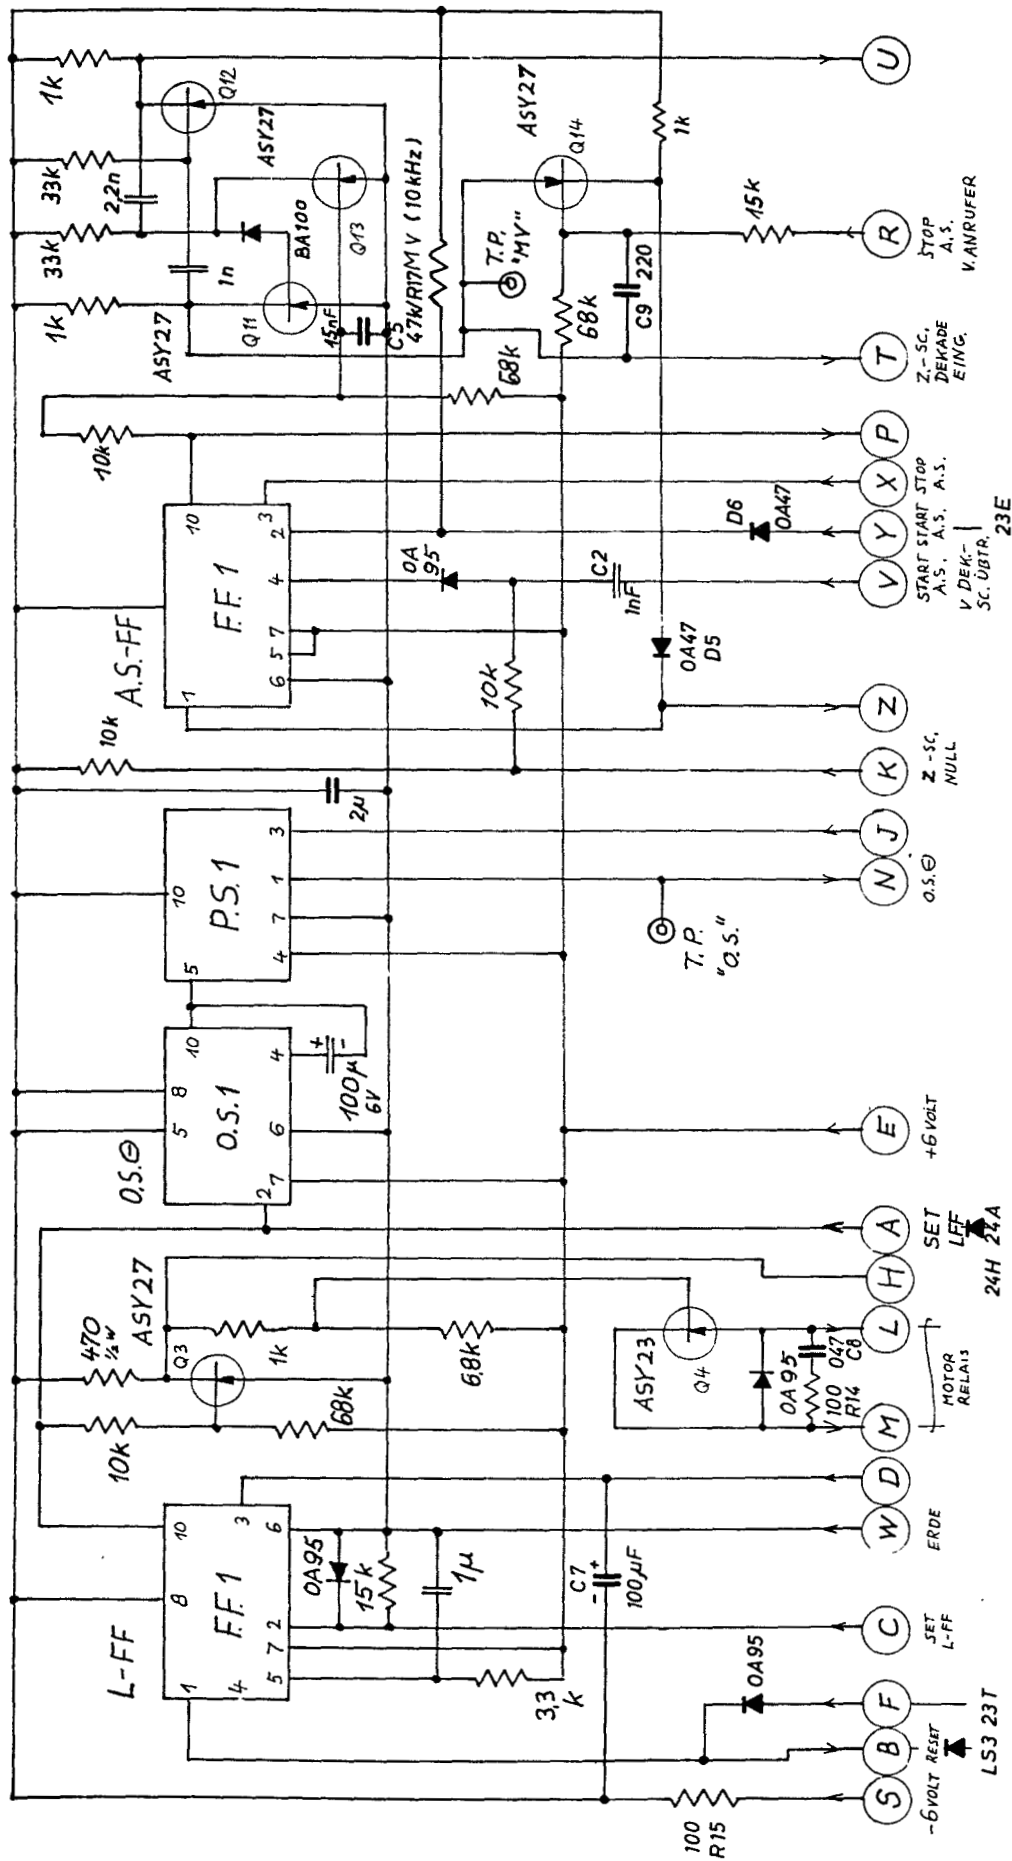 L-FF
F.F.1
1
4
8
10
3
6
2
7
5
OA95
15k
1µ
3,3
k
10k
68k
470
½W
ASY27
Q3
1k
6,8k
ASY23
Q4
OA95
100
R14
047
C8
C7
100µF
100
R15
OA95
O.S.⊖
O.S.1
5
8
10
2
7
6
4
100µ
6V
P.S.1
5
10
4
7
1
3
T.P.
"O.S."
2µ
10k
A.S.-FF
F.F.1
1
10
6
5
7
4
2
3
10k
OA
95
C2
1nF
OA47
D5
D6
OA47
10k
68k
1k
33k
33k
1k
2,2n
1n
ASY27
Q11
BA100
Q12
ASY27
Q13
15nF
C5
47k/R17MV (10kHz)
T.P.
"MV"
68k
C9
220
ASY27
Q14
1k
15k
S
B
F
C
W
D
M
L
H
A
E
N
J
K
Z
V
Y
X
P
T
R
U
-6VOLT
RESET
LS3 23T
SET
L-FF
ERDE
MOTOR
RELAIS
SET
LFF
24H 24A
+6VOLT
O.S.⊖
Z-SC,
NULL
START
A.S.
START
A.S.
STOP
A.S.
V DEK.-
SC. ÜBTR.
23E
Z.-SC,
DEKADE
EING.
STOP
A.S.
V.ANRUFER